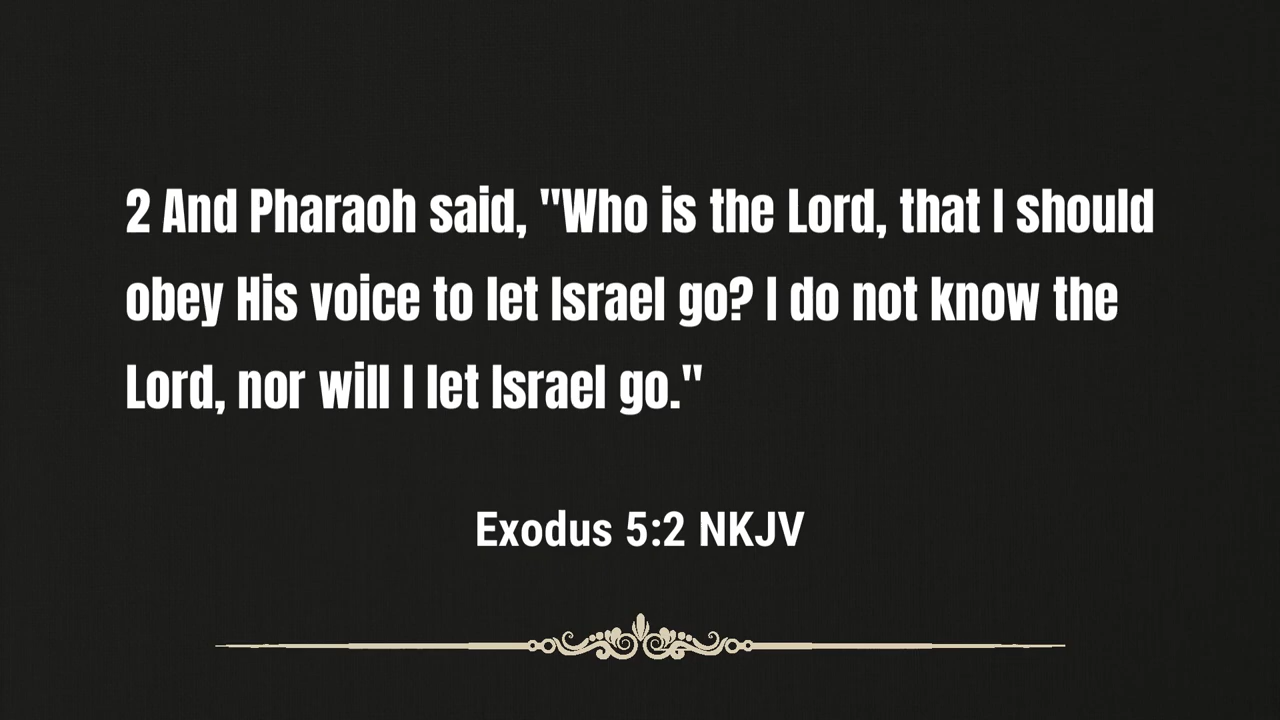 2 And Pharaoh said, "Who is the Lord, that I should
obey His voice to let Israel go? I do not know the
Lord, nor will I let Israel go."
Exodus 5:2 NKJV